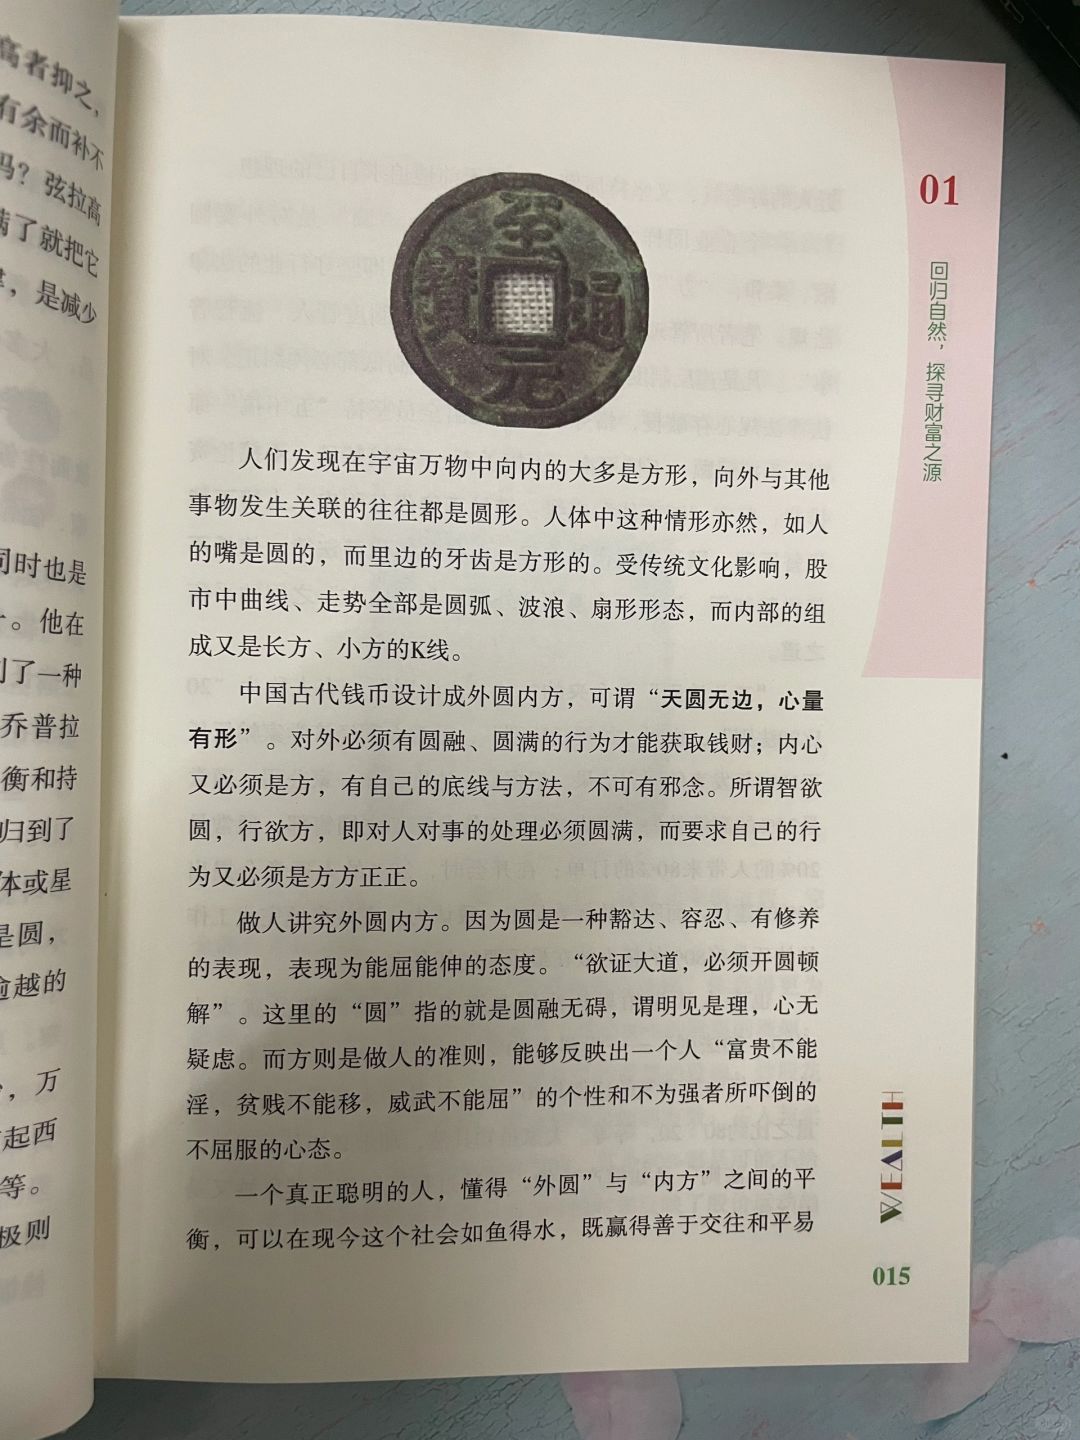 高者抑之，
有余而补不
吗？弦拉高
满了就把它
，是减少
同时也是
。他在
到了一种
乔普拉
衡和持
归到了
体或星
是圆，
逾越的
，万
起西
等。
极则
至
寶
通
元
人们发现在宇宙万物中向内的大多是方形，向外与其他
事物发生关联的往往都是圆形。人体中这种情形亦然，如人
的嘴是圆的，而里边的牙齿是方形的。受传统文化影响，股
市中曲线、走势全部是圆弧、波浪、扇形形态，而内部的组
成又是长方、小方的K线。
中国古代钱币设计成外圆内方，可谓“天圆无边，心量
有形”。对外必须有圆融、圆满的行为才能获取钱财；内心
又必须是方，有自己的底线与方法，不可有邪念。所谓智欲
圆，行欲方，即对人对事的处理必须圆满，而要求自己的行
为又必须是方方正正。
做人讲究外圆内方。因为圆是一种豁达、容忍、有修养
的表现，表现为能屈能伸的态度。“欲证大道，必须开圆顿
解”。这里的“圆”指的就是圆融无碍，谓明见是理，心无
疑虑。而方则是做人的准则，能够反映出一个人“富贵不能
淫，贫贱不能移，威武不能屈”的个性和不为强者所吓倒的
不屈服的心态。
一个真正聪明的人，懂得“外圆”与“内方”之间的平
衡，可以在现今这个社会如鱼得水，既赢得善于交往和平易
01
回归自然，探寻财富之源
WEALTH
015